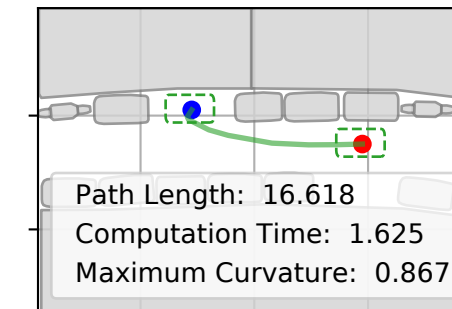 Path Length: 16.618
Computation Time: 1.625
Maximum Curvature: 0.867